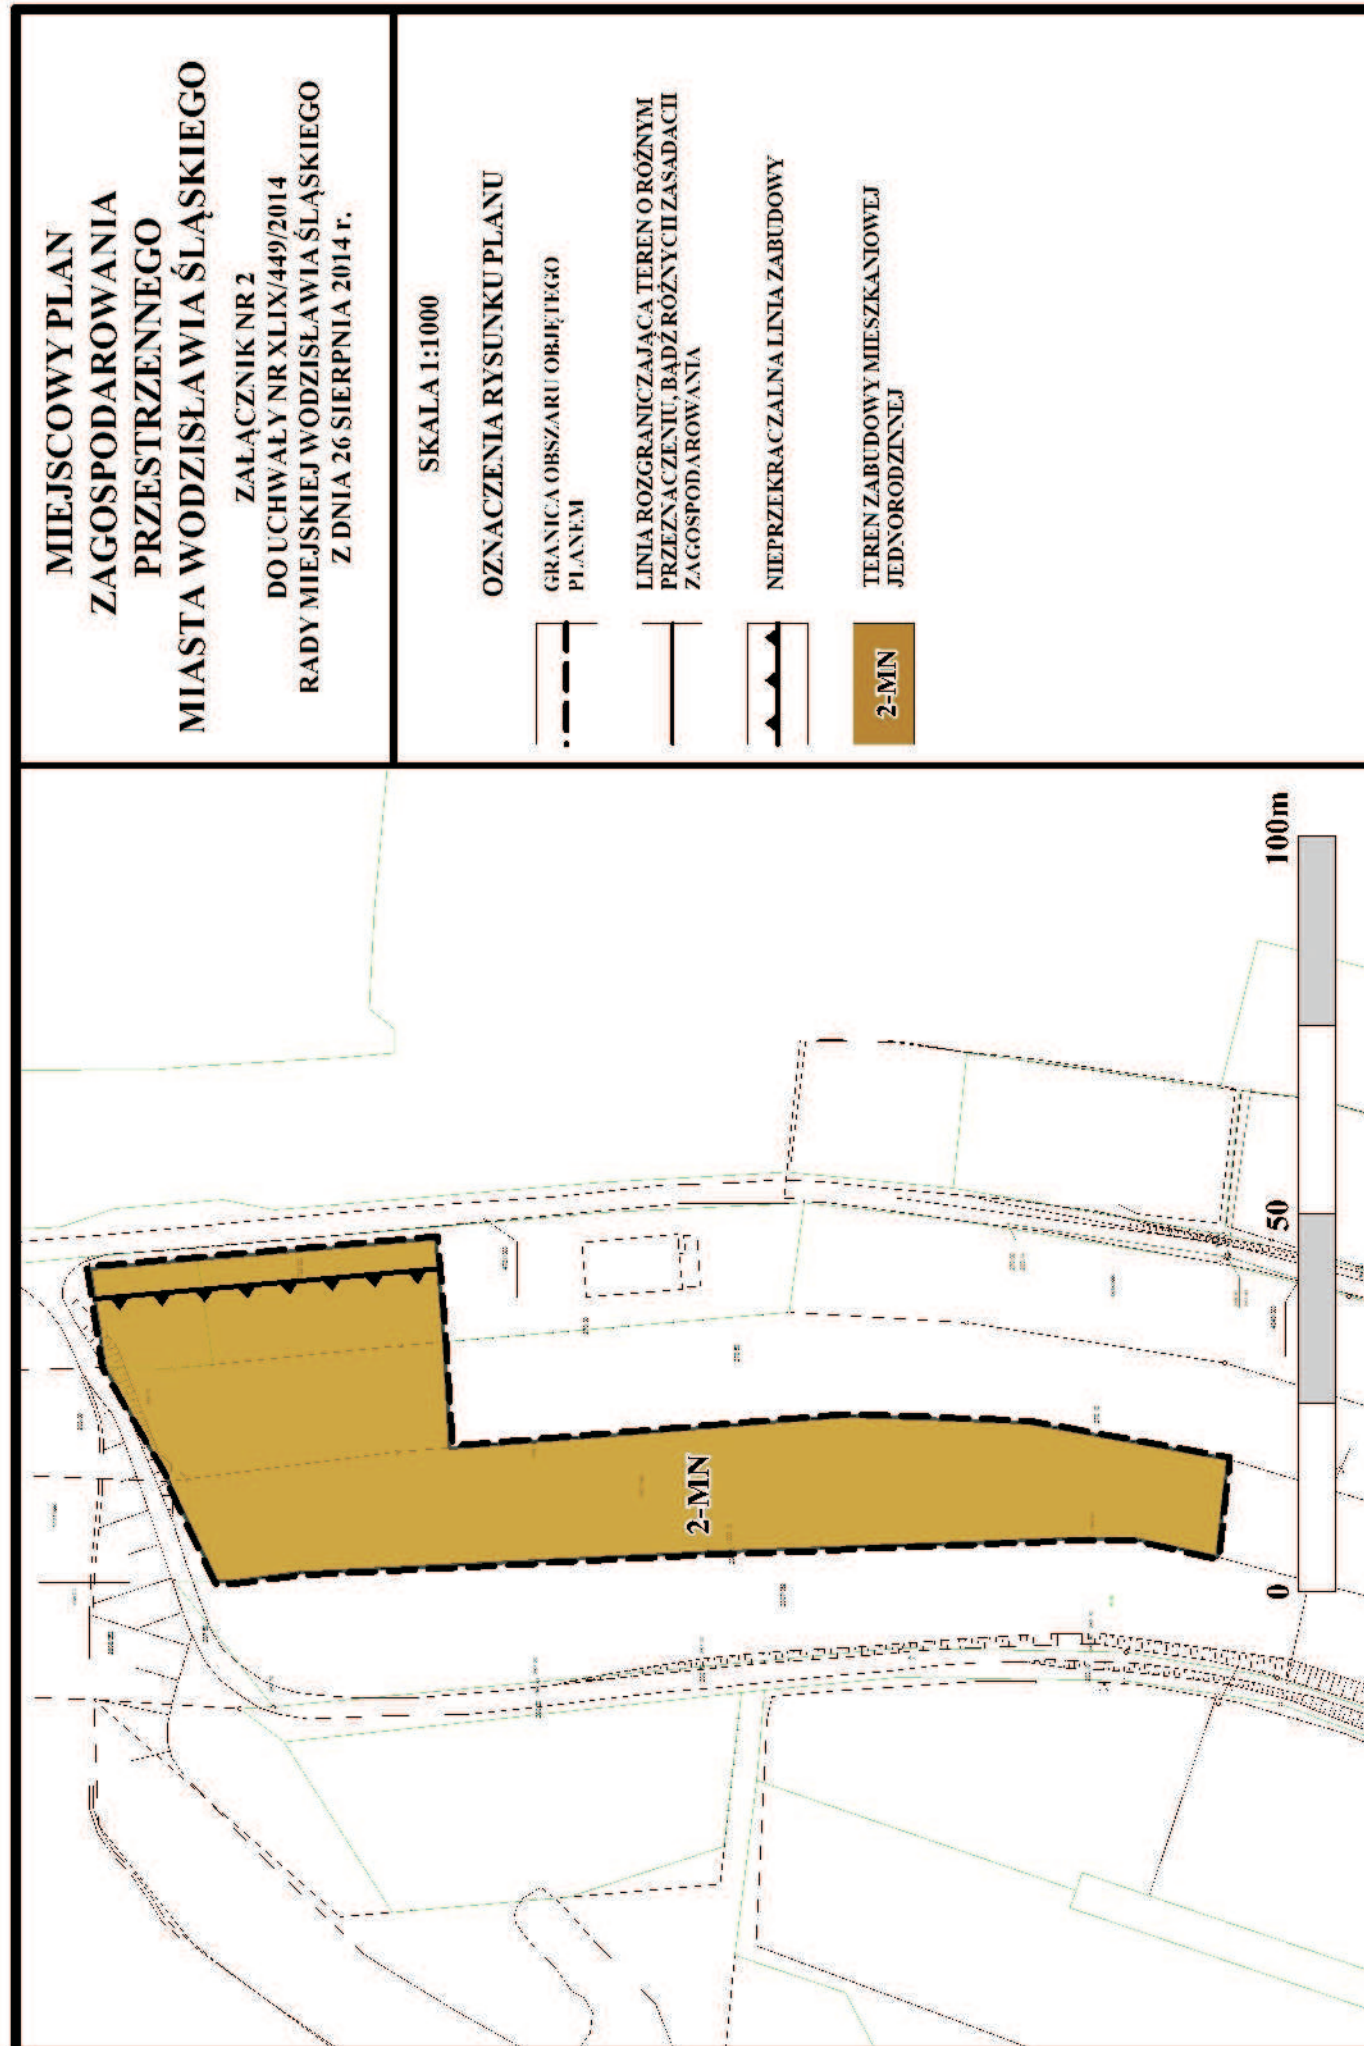 MIEJSCOWY PLAN
ZAGOSPODAROWANIA
PRZESTRZENNEGO
MIASTA WODZISŁAWIA ŚLĄSKIEGO
ZAŁĄCZNIK NR 2
DO UCHWAŁY NR XLIX/449/2014
RADY MIEJSKIEJ WODZISŁAWIA ŚLĄSKIEGO
Z DNIA 26 SIERPNIA 2014 r.
SKALA 1:1000
OZNACZENIA RYSUNKU PLANU
GRANICA OBSZARU OBJĘTEGO
PLANEM
LINIA ROZGRANICZAJĄCA TEREN O RÓŻNYM
PRZEZNACZENIU, BĄDŹ RÓŻNYCH ZASADACH
ZAGOSPODAROWANIA
NIEPRZEKRACZALNA LINIA ZABUDOWY
2-MN
TEREN ZABUDOWY MIESZKANIOWEJ
JEDNORODZINNEJ
2-MN
0
50
100m